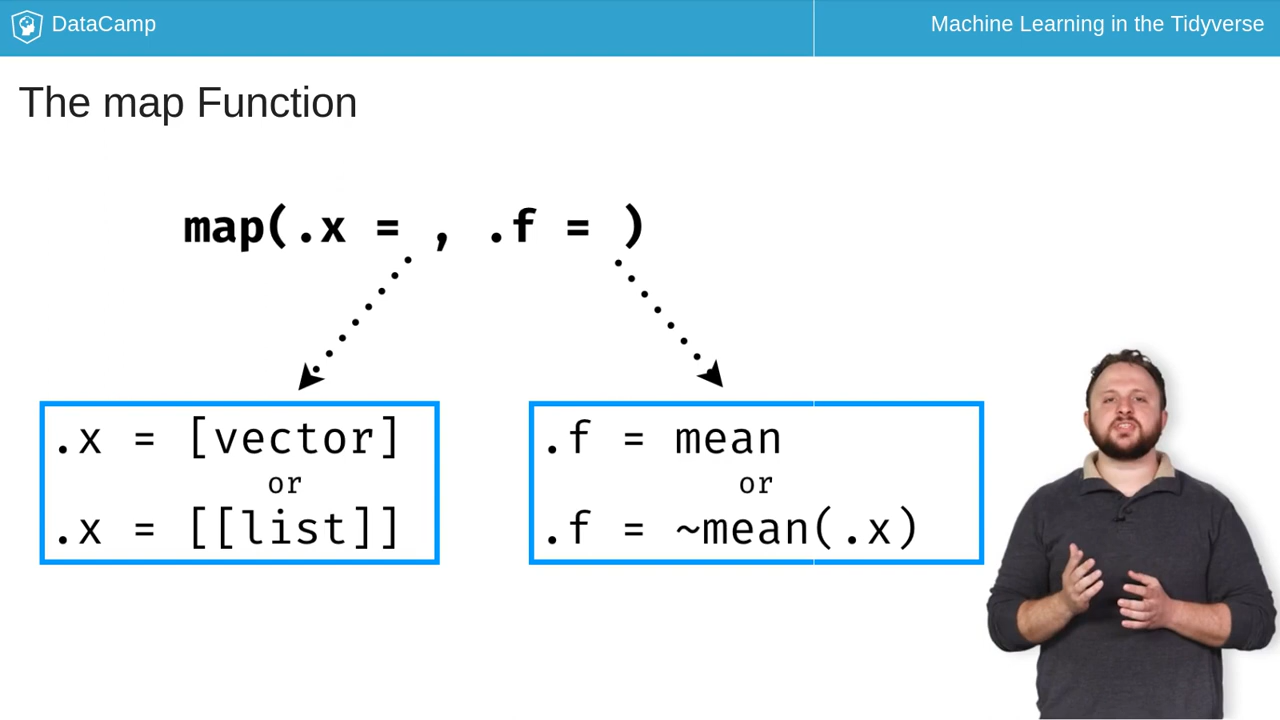 DataCamp
Machine Learning in the Tidyverse
The map Function
map(.x = , .f = )
.x = [vector]
or
.x = [[list]]
.f = mean
or
.f = ~mean(.x)